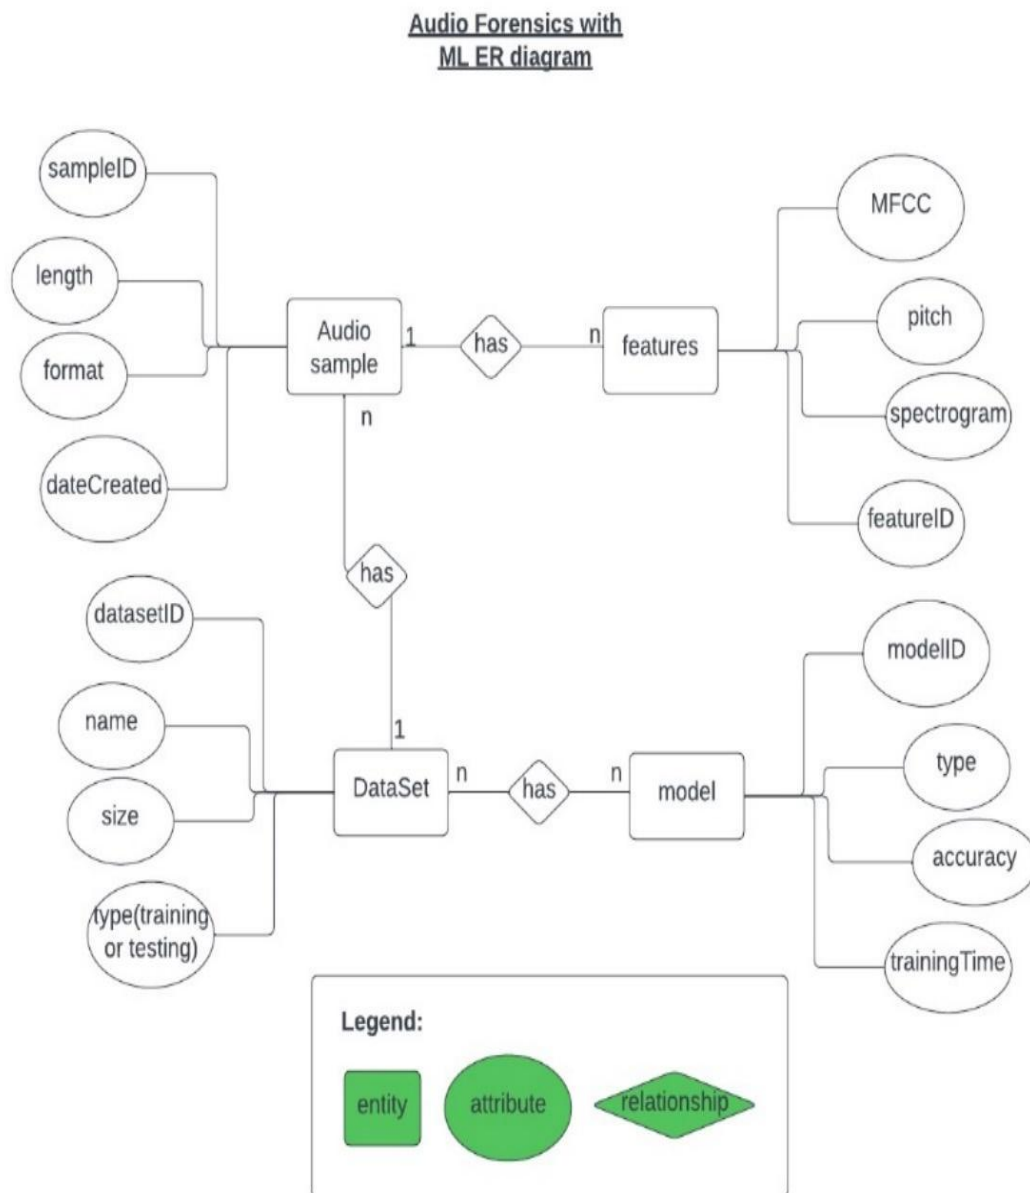 Audio Forensics with
ML ER diagram
sampleID
length
format
dateCreated
Audio
sample
1
has
n
features
MFCC
pitch
spectrogram
featureID
n
has
1
datasetID
name
size
type(training
or testing)
DataSet
n
has
n
model
modelID
type
accuracy
trainingTime
Legend:
entity
attribute
relationship